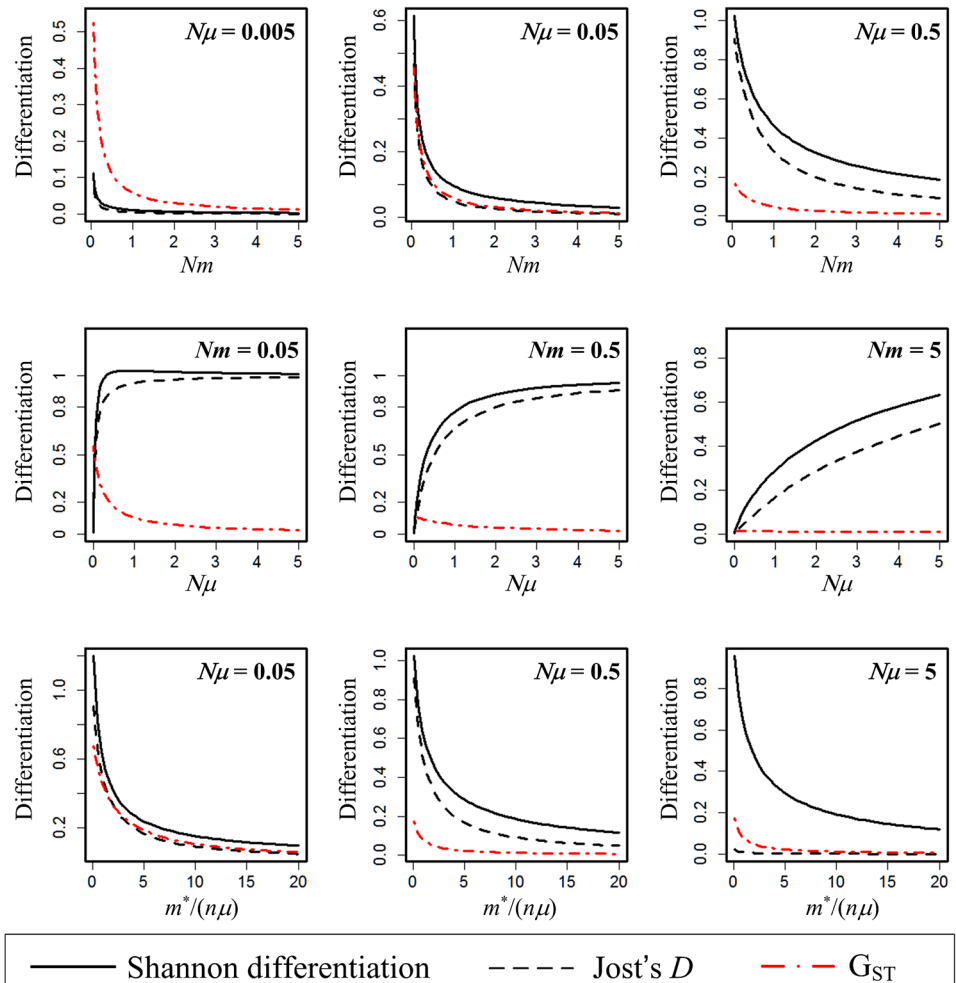 Nμ = 0.005
Differentiation
0.5
0.4
0.3
0.2
0.1
0.0
0 1 2 3 4 5
Nm
Nμ = 0.05
Differentiation
0.6
0.4
0.2
0.0
0 1 2 3 4 5
Nm
Nμ = 0.5
Differentiation
1.0
0.8
0.6
0.4
0.2
0.0
0 1 2 3 4 5
Nm
Nm = 0.05
Differentiation
1
0.8
0.5
0.2
0
0 1 2 3 4 5
Nμ
Nm = 0.5
Differentiation
1
0.8
0.5
0.2
0
0 1 2 3 4 5
Nμ
Nm = 5
Differentiation
0.8
0.6
0.4
0.2
0.0
0 1 2 3 4 5
Nμ
Nμ = 0.05
Differentiation
1.0
0.6
0.2
0 5 10 15 20
m*/(nμ)
Nμ = 0.5
Differentiation
1.0
0.8
0.6
0.4
0.2
0.0
0 5 10 15 20
m*/(nμ)
Nμ = 5
Differentiation
0.8
0.6
0.4
0.2
0.0
0 5 10 15 20
m*/(nμ)
Shannon differentiation Jost's D G_ST